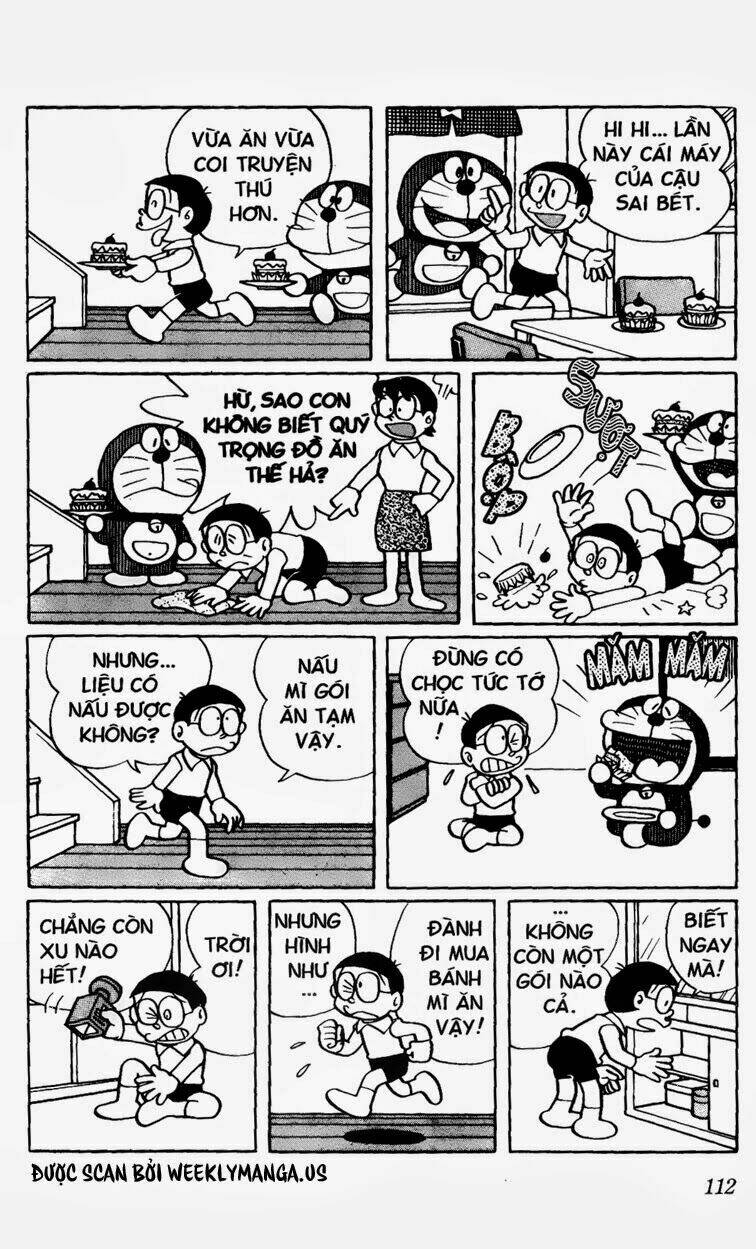 HI HI... LẦN
NÀY CÁI MÁY
CỦA CẬU
SAI BÉT.
VỪA ĂN VỪA
COI TRUYỆN
THÚ
HƠN.
SƯỢT
BỘP
HỪ, SAO CON
KHÔNG BIẾT QUÝ
TRỌNG ĐỒ ĂN
THẾ HẢ?
MĂM MĂM
ĐỪNG CÓ
CHỌC TỨC TỚ
NỮA
!
NẤU
MÌ GÓI
ĂN TẠM
VẬY.
NHƯNG...
LIỆU CÓ
NẤU ĐƯỢC
KHÔNG?
BIẾT
NGAY
MÀ!
...
KHÔNG
CÒN MỘT
GÓI NÀO
CẢ.
ĐÀNH
ĐI MUA
BÁNH
MÌ ĂN
VẬY!
NHƯNG
HÌNH
NHƯ
...
TRỜI
ƠI!
CHẲNG CÒN
XU NÀO
HẾT!
ĐƯỢC SCAN BỞI WEEKLYMANGA.US
112